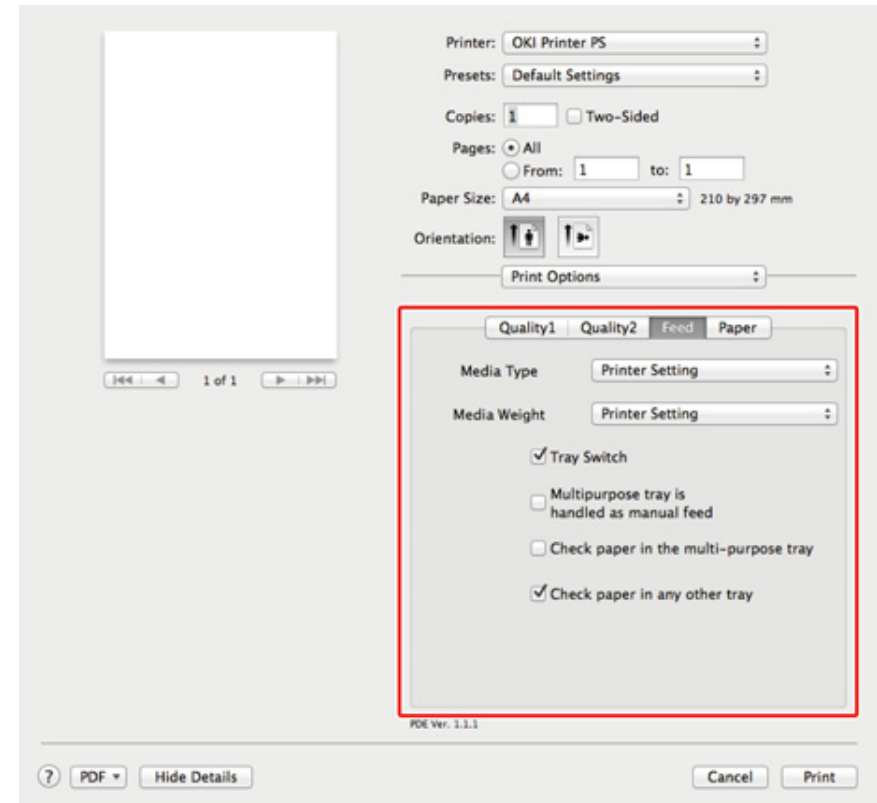 Printer: OKI Printer PS
Presets: Default Settings
Copies: 1 Two-Sided
Pages: All
From: 1 to: 1
Paper Size: A4 210 by 297 mm
Orientation:
Print Options
Quality1 Quality2 Feed Paper
1 of 1
Media Type Printer Setting
Media Weight Printer Setting
Tray Switch
Multipurpose tray is
handled as manual feed
Check paper in the multi-purpose tray
Check paper in any other tray
PDE Ver. 1.1.1
? PDF Hide Details Cancel Print